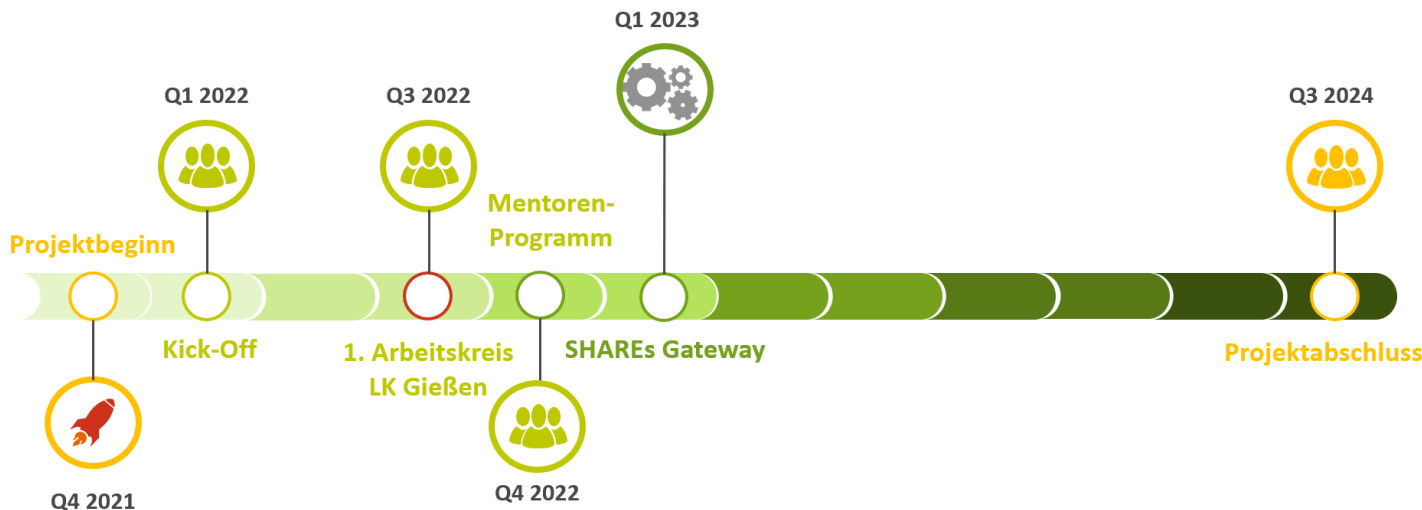 Q1 2023
Q1 2022
Q3 2022
Q3 2024
Mentoren-
Programm
Projektbeginn
Kick-Off
1. Arbeitskreis
LK Gießen
SHAREs Gateway
Projektabschluss
Q4 2021
Q4 2022